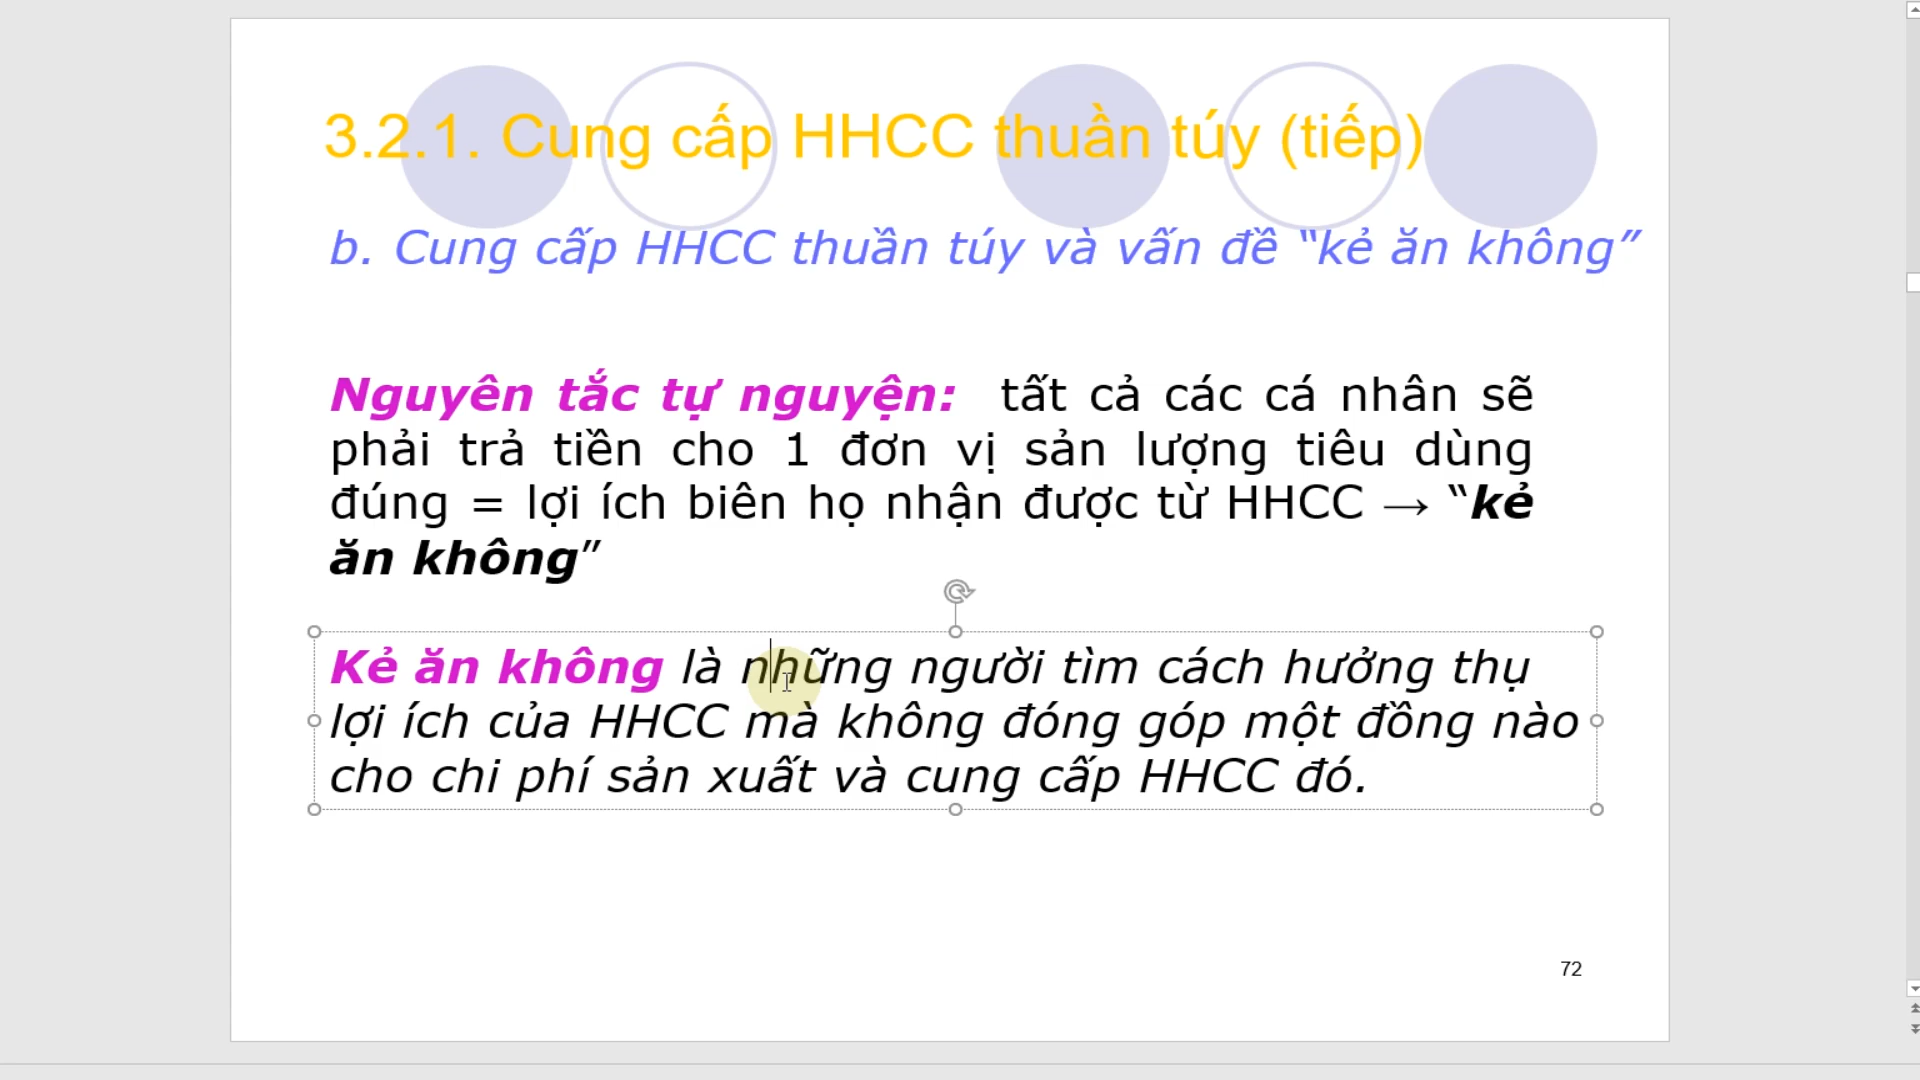 3.2.1. Cung cấp HHCC thuần túy (tiếp)
b. Cung cấp HHCC thuần túy và vấn đề “kẻ ăn không”
Nguyên tắc tự nguyện: tất cả các cá nhân sẽ
phải trả tiền cho 1 đơn vị sản lượng tiêu dùng
đúng = lợi ích biên họ nhận được từ HHCC → “kẻ
ăn không”
Kẻ ăn không là những người tìm cách hưởng thụ
lợi ích của HHCC mà không đóng góp một đồng nào
cho chi phí sản xuất và cung cấp HHCC đó.
72